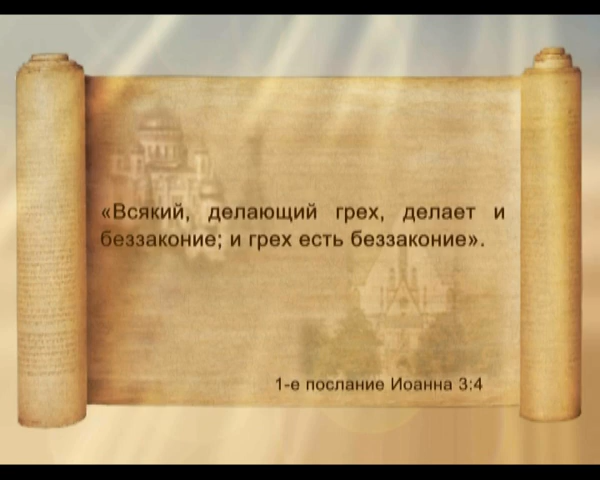 «Всякий, делающий грех, делает и
беззаконие; и грех есть беззаконие».
1-е послание Иоанна 3:4